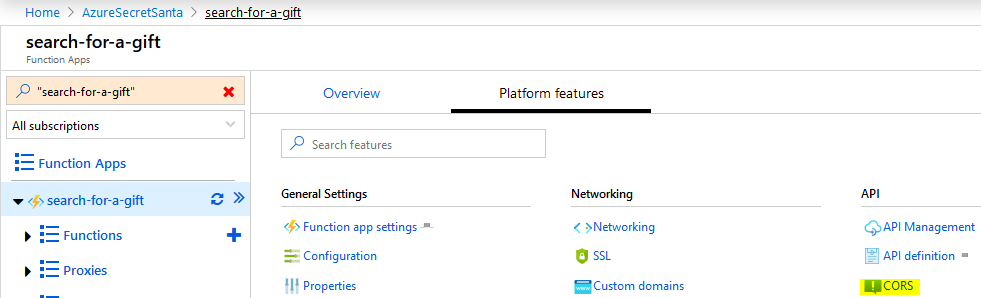 Home > AzureSecretSanta > search-for-a-gift
search-for-a-gift
Function Apps
"search-for-a-gift"
All subscriptions
Function Apps
search-for-a-gift
Functions
Proxies
Overview
Platform features
Search features
General Settings
Function app settings
Configuration
Properties
Networking
Networking
SSL
Custom domains
API
API Management
API definition
CORS